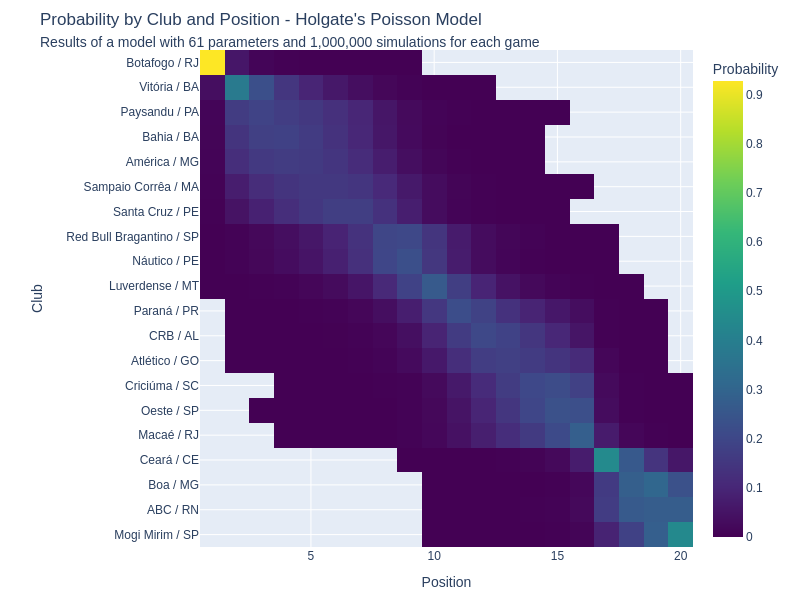 Probability by Club and Position - Holgate's Poisson Model
Results of a model with 61 parameters and 1,000,000 simulations for each game
Probability
Botafogo / RJ
Vitória / BA
Paysandu / PA
Bahia / BA
América / MG
Sampaio Corrêa / MA
Santa Cruz / PE
Red Bull Bragantino / SP
Náutico / PE
Luverdense / MT
Paraná / PR
CRB / AL
Atlético / GO
Criciúma / SC
Oeste / SP
Macaé / RJ
Ceará / CE
Boa / MG
ABC / RN
Mogi Mirim / SP
Club
5
10
15
20
Position
0.9
0.8
0.7
0.6
0.5
0.4
0.3
0.2
0.1
0